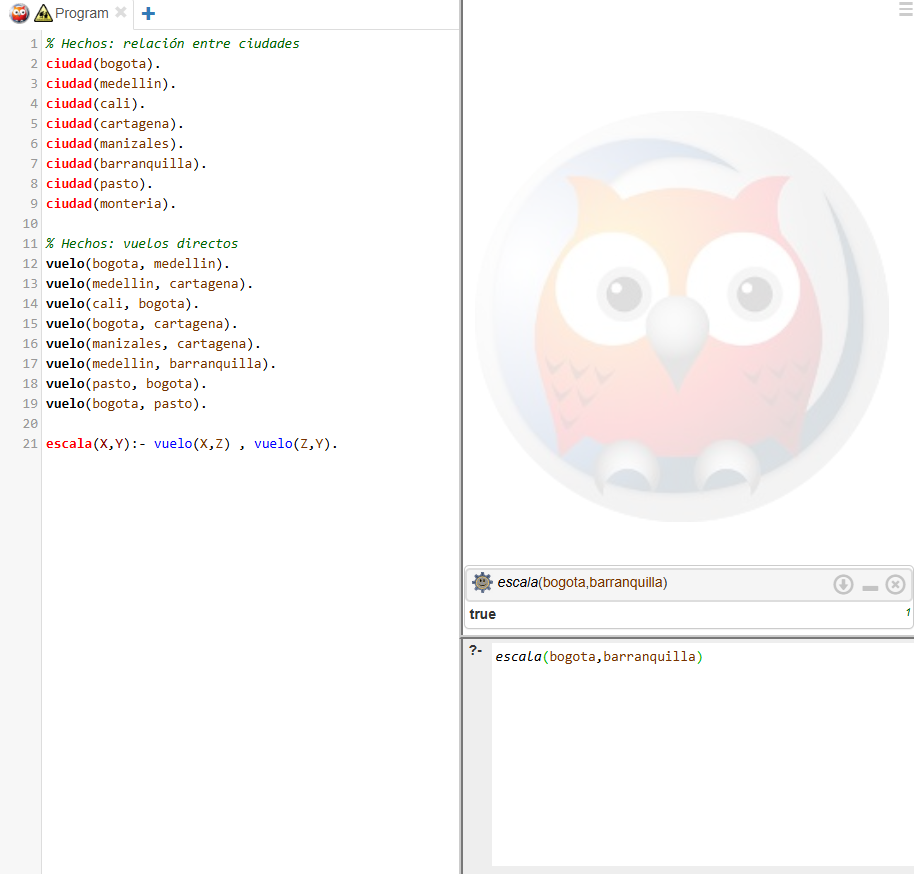 Program
1 % Hechos: relación entre ciudades
2 ciudad(bogota).
3 ciudad(medellin).
4 ciudad(cali).
5 ciudad(cartagena).
6 ciudad(manizales).
7 ciudad(barranquilla).
8 ciudad(pasto).
9 ciudad(monteria).
10
11 % Hechos: vuelos directos
12 vuelo(bogota, medellin).
13 vuelo(medellin, cartagena).
14 vuelo(cali, bogota).
15 vuelo(bogota, cartagena).
16 vuelo(manizales, cartagena).
17 vuelo(medellin, barranquilla).
18 vuelo(pasto, bogota).
19 vuelo(bogota, pasto).
20
21 escala(X,Y):- vuelo(X,Z) , vuelo(Z,Y).
escala(bogota,barranquilla)
true 1
?- escala(bogota,barranquilla)